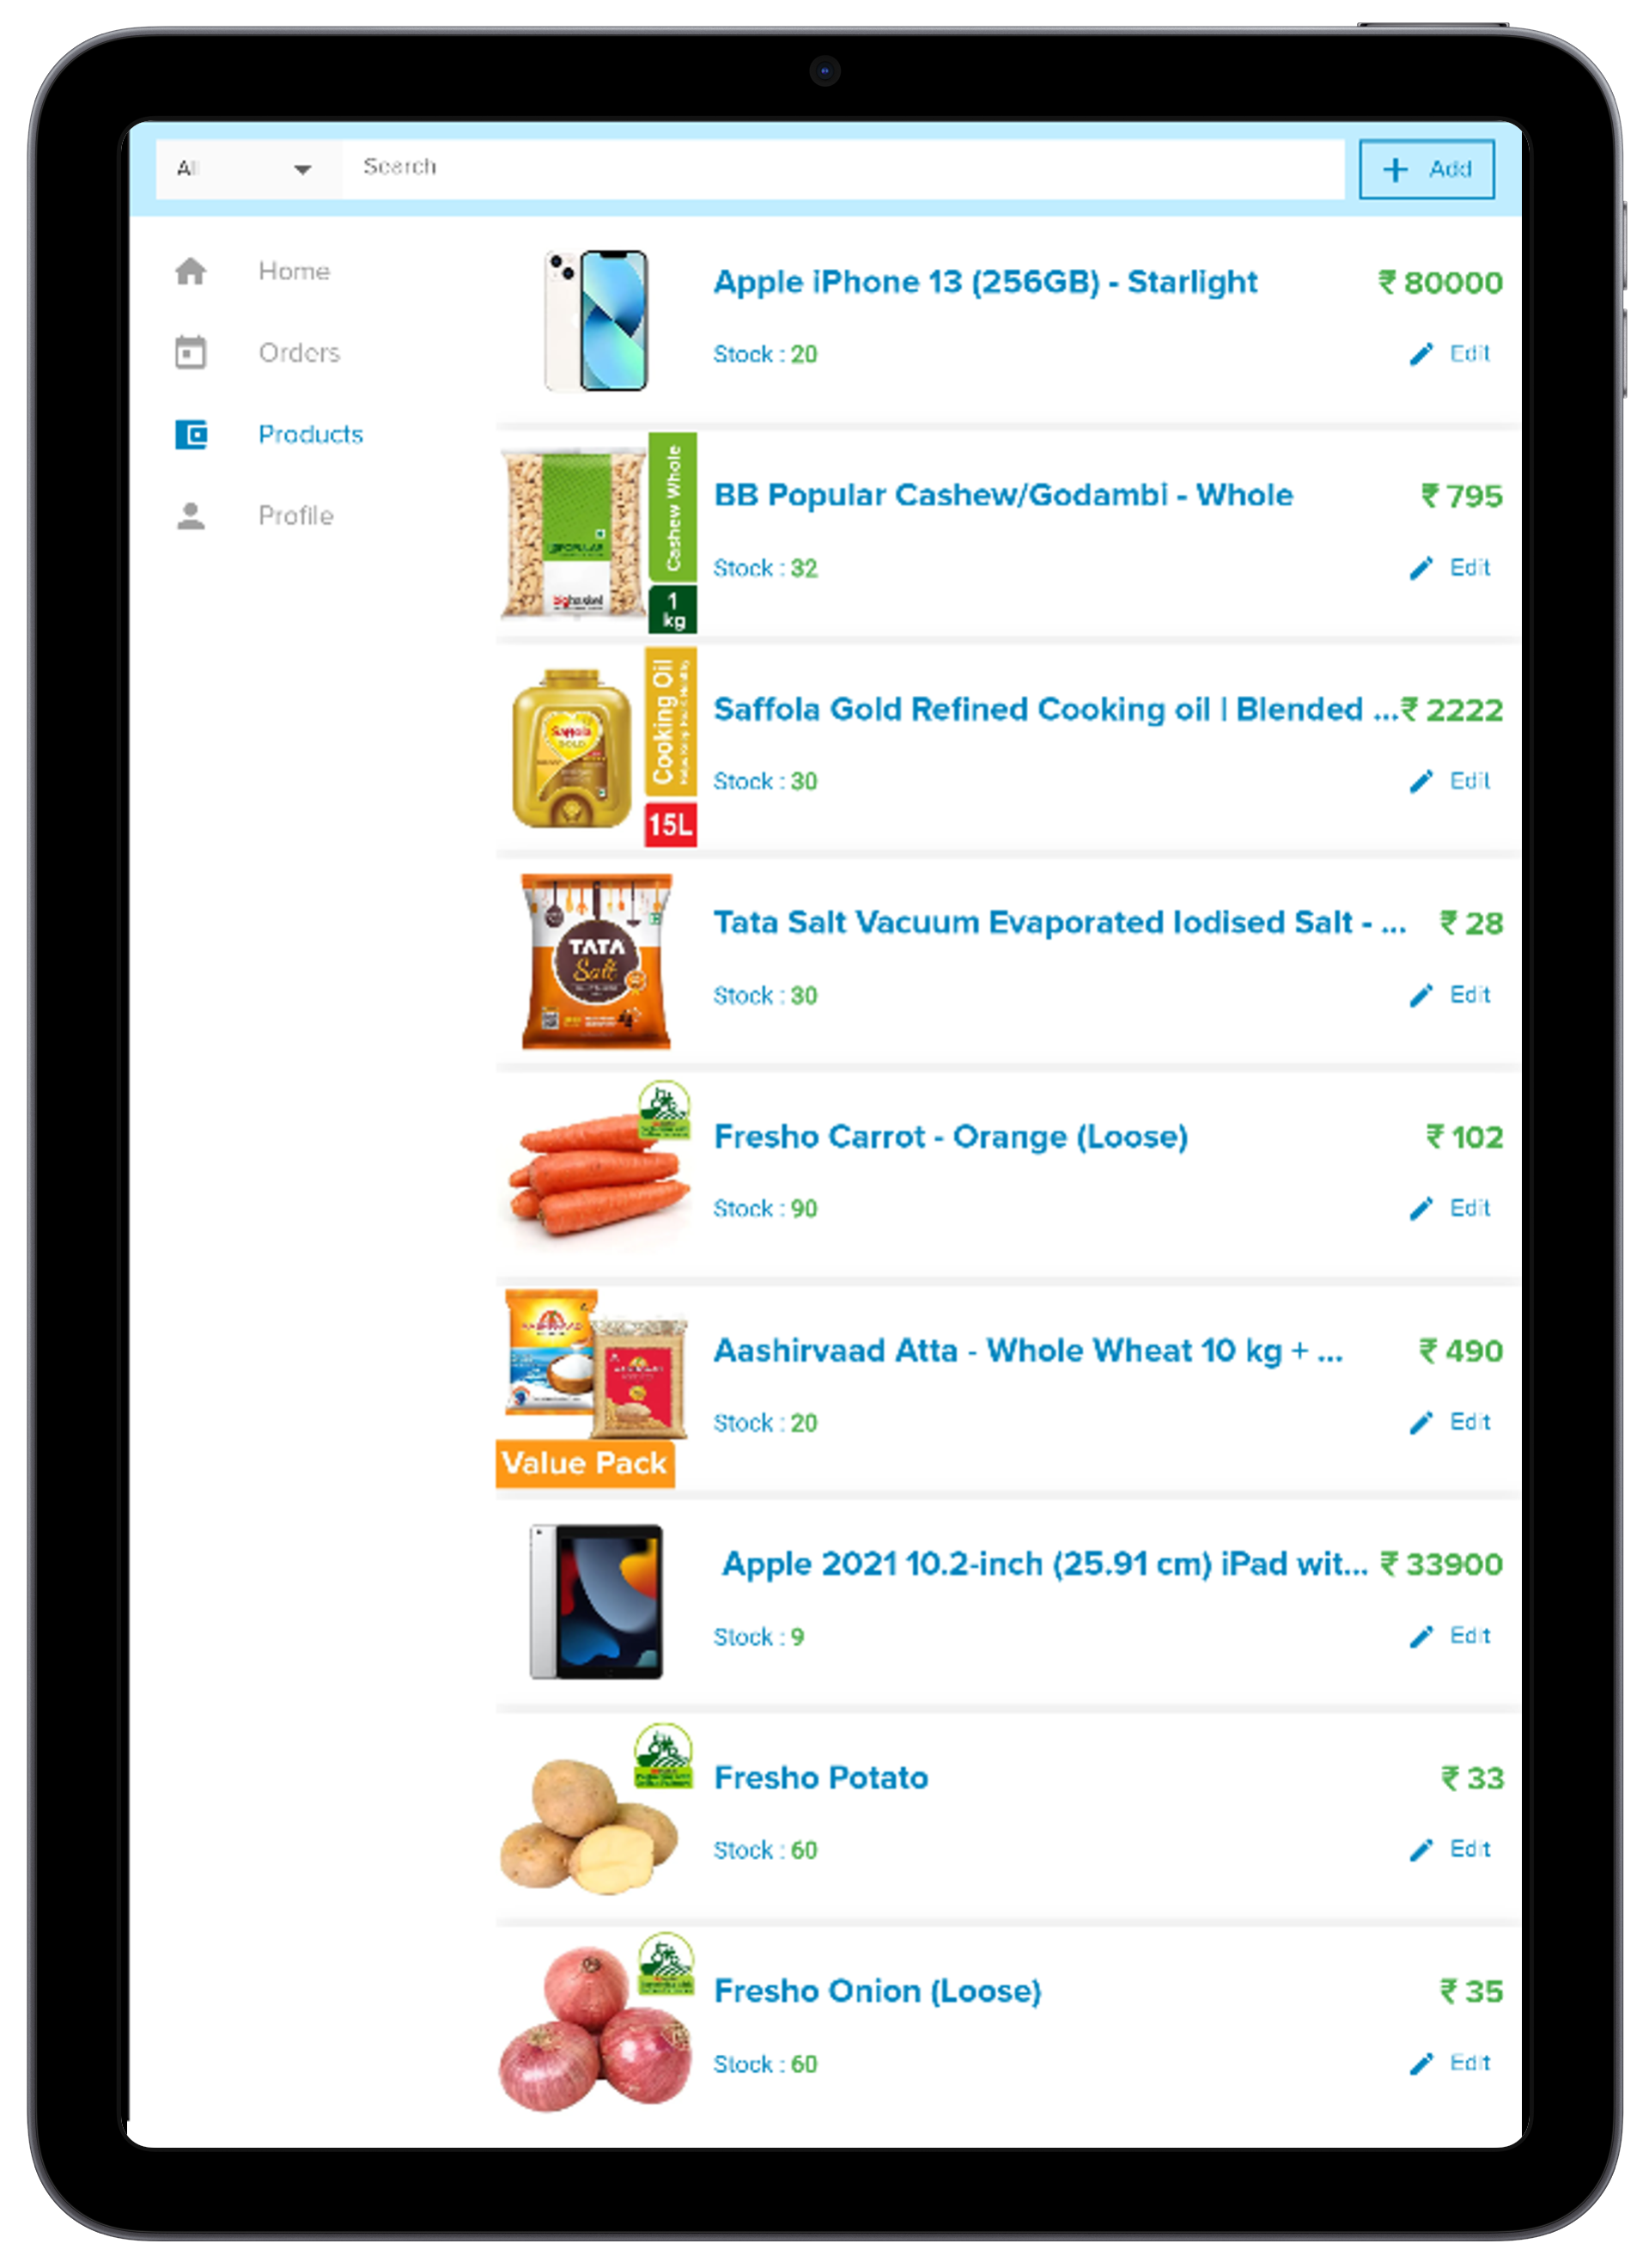 All
Search
+ Add
Home
Orders
Products
Profile
Apple iPhone 13 (256GB) - Starlight
₹ 80000
Stock : 20
Edit
Cashew Whole
1 kg
BB Popular Cashew/Godambi - Whole
₹ 795
Stock : 32
Edit
bigbasket
Saffola
GOLD
Cooking Oil
15L
Saffola Gold Refined Cooking oil | Blended ...
₹ 2222
Stock : 30
Edit
TATA
Salt
Tata Salt Vacuum Evaporated Iodised Salt - ...
₹ 28
Stock : 30
Edit
Fresho Carrot - Orange (Loose)
₹ 102
Stock : 90
Edit
Value Pack
Aashirvaad Atta - Whole Wheat 10 kg + ...
₹ 490
Stock : 20
Edit
Apple 2021 10.2-inch (25.91 cm) iPad wit...
₹ 33900
Stock : 9
Edit
Fresho Potato
₹ 33
Stock : 60
Edit
Fresho Onion (Loose)
₹ 35
Stock : 60
Edit